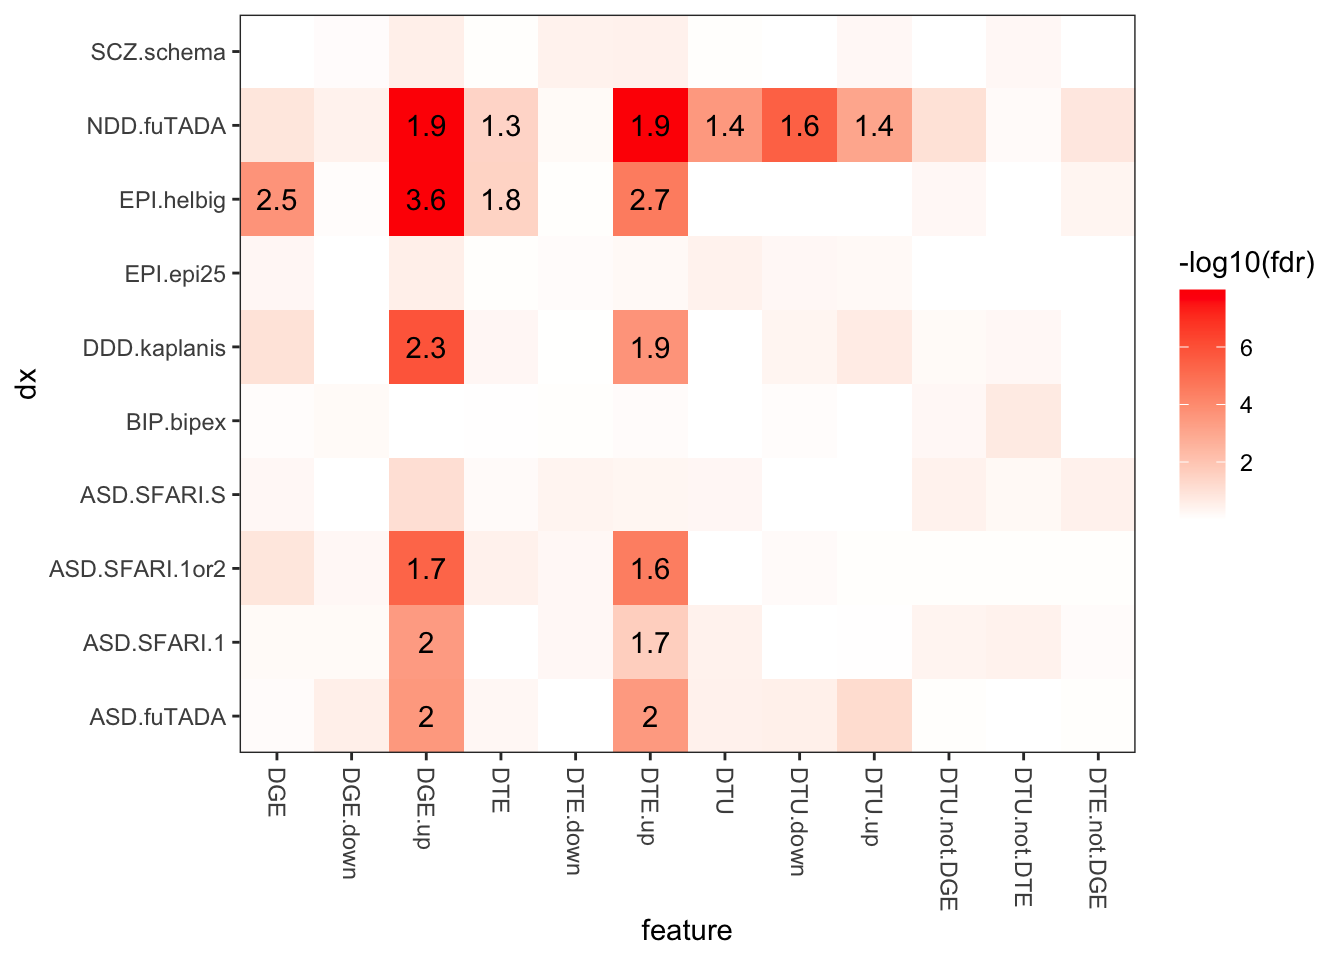 SCZ.schema
NDD.fuTADA 1.9 1.3 1.9 1.4 1.6 1.4
EPI.helbig 2.5 3.6 1.8 2.7
EPI.epi25
DDD.kaplanis 2.3 1.9
BIP.bipex
ASD.SFARI.S
ASD.SFARI.1or2 1.7 1.6
ASD.SFARI.1 2 1.7
ASD.fuTADA 2 2
dx
DGE
DGE.down
DGE.up
DTE
DTE.down
DTE.up
DTU
DTU.down
DTU.up
DTU.not.DGE
DTU.not.DTE
DTE.not.DGE
feature
-log10(fdr)
6
4
2